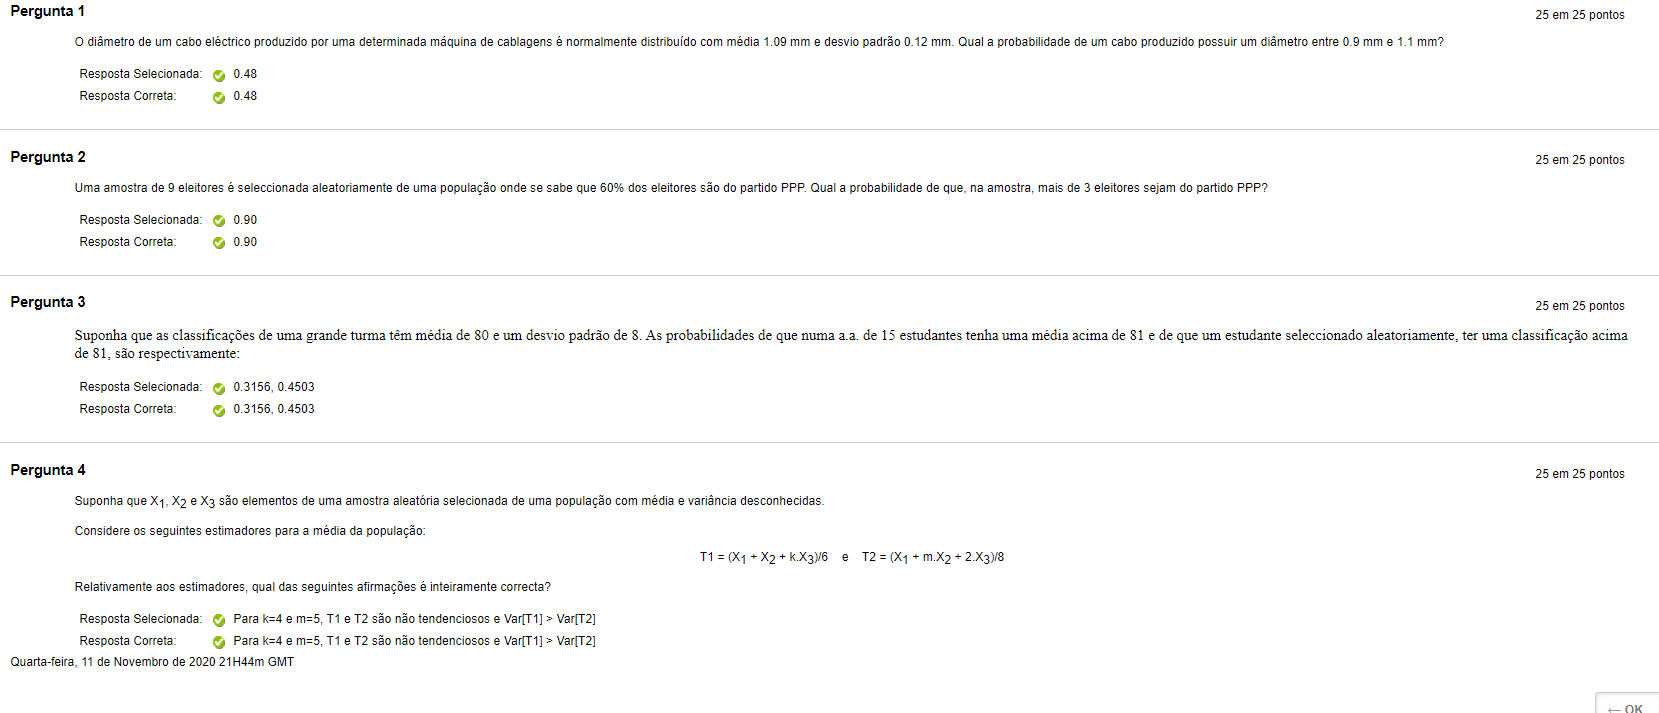 Pergunta 1
25 em 25 pontos
O diâmetro de um cabo eléctrico produzido por uma determinada máquina de cablagens é normalmente distribuído com média 1.09 mm e desvio padrão 0.12 mm. Qual a probabilidade de um cabo produzido possuir um diâmetro entre 0.9 mm e 1.1 mm?
Resposta Selecionada: 0.48
Resposta Correta: 0.48
Pergunta 2
25 em 25 pontos
Uma amostra de 9 eleitores é seleccionada aleatoriamente de uma população onde se sabe que 60% dos eleitores são do partido PPP. Qual a probabilidade de que, na amostra, mais de 3 eleitores sejam do partido PPP?
Resposta Selecionada: 0.90
Resposta Correta: 0.90
Pergunta 3
25 em 25 pontos
Suponha que as classificações de uma grande turma têm média de 80 e um desvio padrão de 8. As probabilidades de que numa a.a. de 15 estudantes tenha uma média acima de 81 e de que um estudante seleccionado aleatoriamente, ter uma classificação acima
de 81, são respectivamente:
Resposta Selecionada: 0.3156, 0.4503
Resposta Correta: 0.3156, 0.4503
Pergunta 4
25 em 25 pontos
Suponha que X1, X2 e X3 são elementos de uma amostra aleatória selecionada de uma população com média e variância desconhecidas.
Considere os seguintes estimadores para a média da população:
T1 = (X1 + X2 + k.X3)/6 e T2 = (X1 + m.X2 + 2.X3)/8
Relativamente aos estimadores, qual das seguintes afirmações é inteiramente correcta?
Resposta Selecionada: Para k=4 e m=5, T1 e T2 são não tendenciosos e Var[T1] > Var[T2]
Resposta Correta: Para k=4 e m=5, T1 e T2 são não tendenciosos e Var[T1] > Var[T2]
Quarta-feira, 11 de Novembro de 2020 21H44m GMT
← OK